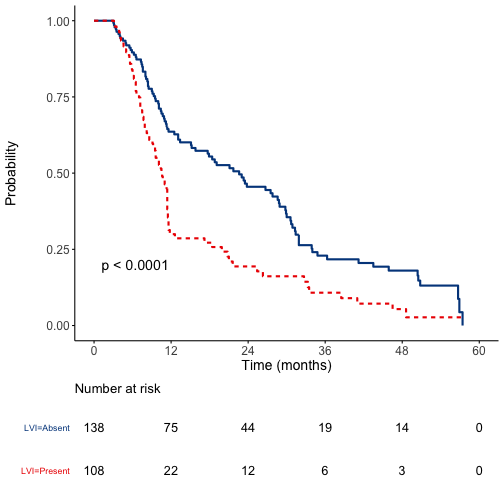 1.00
0.75
0.50
0.25
0.00
Probability
p < 0.0001
0 12 24 36 48 60
Time (months)
Number at risk
LVI=Absent 138 75 44 19 14 0
LVI=Present 108 22 12 6 3 0